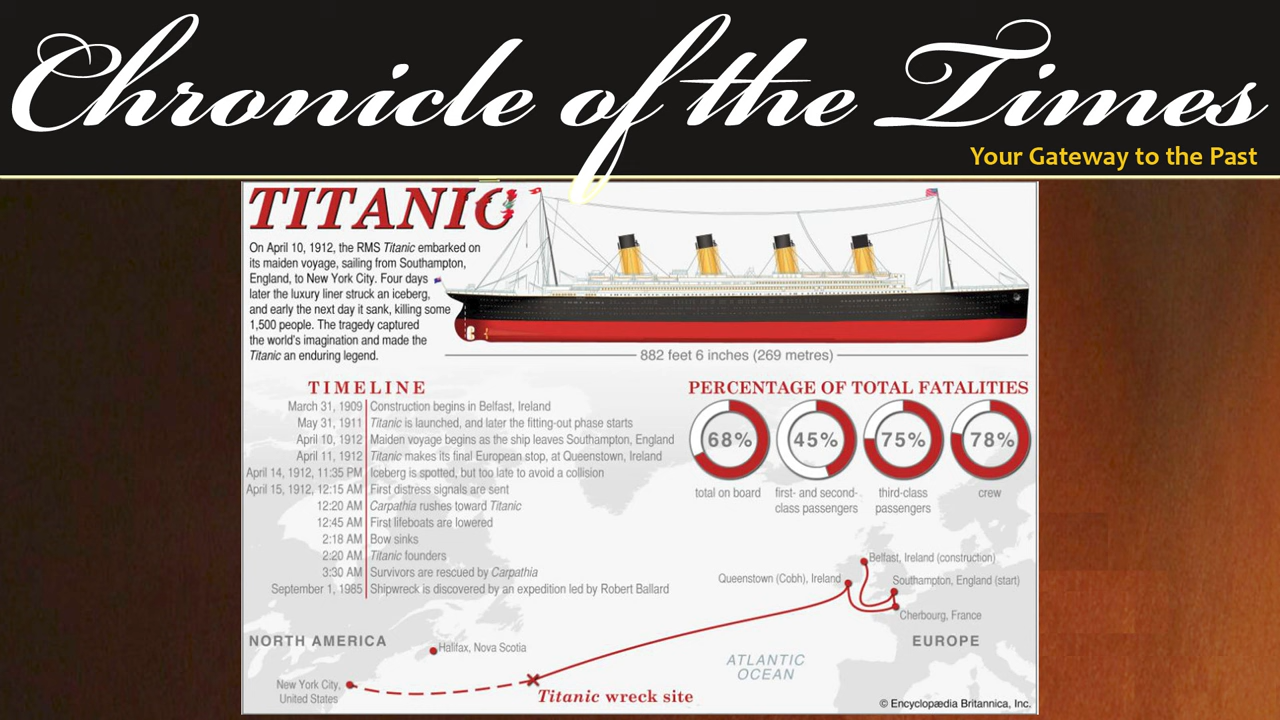 Chronicle of the Times
Your Gateway to the Past
TITANIC
On April 10, 1912, the RMS Titanic embarked on
its maiden voyage, sailing from Southampton,
England, to New York City. Four days
later the luxury liner struck an iceberg,
and early the next day it sank, killing some
1,500 people. The tragedy captured
the world's imagination and made the
Titanic an enduring legend.
882 feet 6 inches (269 metres)
TIMELINE
March 31, 1909 Construction begins in Belfast, Ireland
May 31, 1911 Titanic is launched, and later the fitting-out phase starts
April 10, 1912 Maiden voyage begins as the ship leaves Southampton, England
April 11, 1912 Titanic makes its final European stop, at Queenstown, Ireland
April 14, 1912, 11:35 PM Iceberg is spotted, but too late to avoid a collision
April 15, 1912, 12:15 AM First distress signals are sent
12:20 AM Carpathia rushes toward Titanic
12:45 AM First lifeboats are lowered
2:18 AM Bow sinks
2:20 AM Titanic founders
3:30 AM Survivors are rescued by Carpathia
September 1, 1985 Shipwreck is discovered by an expedition led by Robert Ballard
PERCENTAGE OF TOTAL FATALITIES
68% 45% 75% 78%
total on board first- and second- third-class crew
class passengers passengers
Belfast, Ireland (construction)
Queenstown (Cobh), Ireland
Southampton, England (start)
Cherbourg, France
NORTH AMERICA
EUROPE
Halifax, Nova Scotia
ATLANTIC
OCEAN
New York City,
United States
Titanic wreck site
© Encyclopædia Britannica, Inc.